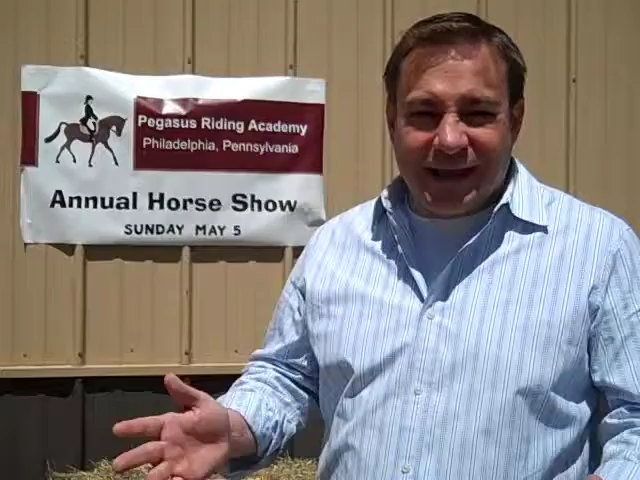 Pegasus Riding Academy
Philadelphia, Pennsylvania
Annual Horse Show
SUNDAY MAY 5